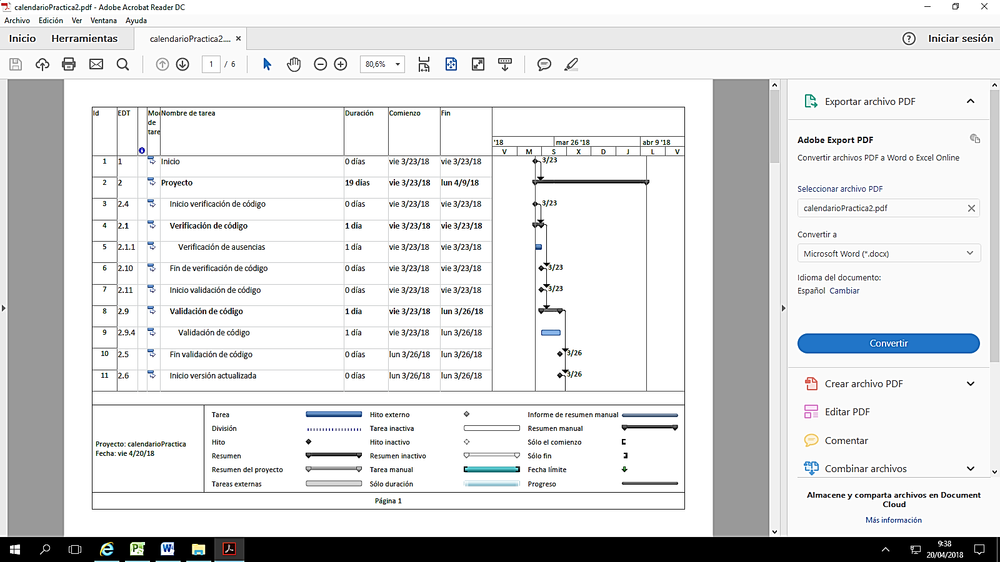 calendarioPractica2.pdf - Adobe Acrobat Reader DC
Archivo Edición Ver Ventana Ayuda
Inicio Herramientas calendarioPractica2.... × ? Iniciar sesión
1 / 6 80,6%
Id EDT Mod Nombre de tarea Duración Comienzo Fin
de
tare
'18 mar 26 '18 abr 9 '18
V M S X D J L V
1 1 Inicio 0 días vie 3/23/18 vie 3/23/18 3/23
2 2 Proyecto 19 días vie 3/23/18 lun 4/9/18
3 2.4 Inicio verificación de código 0 días vie 3/23/18 vie 3/23/18 3/23
4 2.1 Verificación de código 1 día vie 3/23/18 vie 3/23/18
5 2.1.1 Verificación de ausencias 1 día vie 3/23/18 vie 3/23/18
6 2.10 Fin de verificación de código 0 días vie 3/23/18 vie 3/23/18 3/23
7 2.11 Inicio validación de código 0 días vie 3/23/18 vie 3/23/18 3/23
8 2.9 Validación de código 1 día vie 3/23/18 lun 3/26/18
9 2.9.4 Validación de código 1 día vie 3/23/18 lun 3/26/18
10 2.5 Fin validación de código 0 días lun 3/26/18 lun 3/26/18 3/26
11 2.6 Inicio versión actualizada 0 días lun 3/26/18 lun 3/26/18 3/26
Proyecto: calendarioPractica
Fecha: vie 4/20/18
Tarea Hito externo Informe de resumen manual
División Tarea inactiva Resumen manual
Hito Hito inactivo Sólo el comienzo
Resumen Resumen inactivo Sólo fin
Resumen del proyecto Tarea manual Fecha límite
Tareas externas Sólo duración Progreso
Página 1
Exportar archivo PDF
Adobe Export PDF
Convertir archivos PDF a Word o Excel Online
Seleccionar archivo PDF
calendarioPractica2.pdf
Convertir a
Microsoft Word (*.docx)
Idioma del documento:
Español Cambiar
Convertir
Crear archivo PDF
Editar PDF
Comentar
Combinar archivos
Almacene y comparta archivos en Document
Cloud
Más información
9:38
20/04/2018